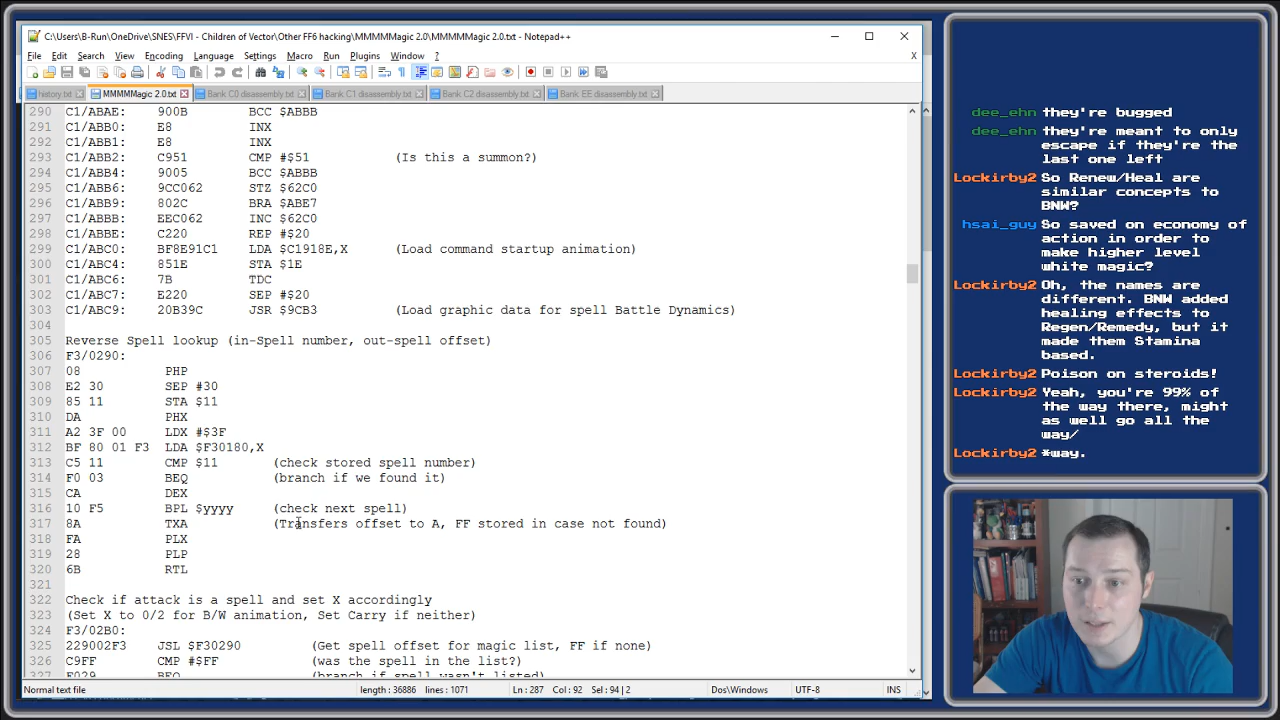 C:\Users\B-Run\OneDrive\SNES\FFVI - Children of Vector\Other FF6 hacking\MMMMMagic 2.0\MMMMMagic 2.0.txt - Notepad++
File Edit Search View Encoding Language Settings Macro Run Plugins Window ? X
history.txt MMMMMagic 2.0.txt Bank C0 disassembly.txt Bank C1 disassembly.txt Bank C2 disassembly.txt Bank EE disassembly.txt
290 C1/ABAE: 900B BCC $ABBB
291 C1/ABB0: E8 INX
292 C1/ABB1: E8 INX
293 C1/ABB2: C951 CMP #$51 (Is this a summon?)
294 C1/ABB4: 9005 BCC $ABBB
295 C1/ABB6: 9CC062 STZ $62C0
296 C1/ABB9: 802C BRA $ABE7
297 C1/ABBB: EEC062 INC $62C0
298 C1/ABBE: C220 REP #$20
299 C1/ABC0: BF8E91C1 LDA $C1918E,X (Load command startup animation)
300 C1/ABC4: 851E STA $1E
301 C1/ABC6: 7B TDC
302 C1/ABC7: E220 SEP #$20
303 C1/ABC9: 20B39C JSR $9CB3 (Load graphic data for spell Battle Dynamics)
304
305 Reverse Spell lookup (in-Spell number, out-spell offset)
306 F3/0290:
307 08 PHP
308 E2 30 SEP #30
309 85 11 STA $11
310 DA PHX
311 A2 3F 00 LDX #$3F
312 BF 80 01 F3 LDA $F30180,X
313 C5 11 CMP $11 (check stored spell number)
314 F0 03 BEQ (branch if we found it)
315 CA DEX
316 10 F5 BPL $yyyy (check next spell)
317 8A TXA (Transfers offset to A, FF stored in case not found)
318 FA PLX
319 28 PLP
320 6B RTL
321
322 Check if attack is a spell and set X accordingly
323 (Set X to 0/2 for B/W animation, Set Carry if neither)
324 F3/02B0:
325 229002F3 JSL $F30290 (Get spell offset for magic list, FF if none)
326 C9FF CMP #$FF (was the spell in the list?)
327 F029 BEQ (branch if spell wasn't listed)
Normal text file length : 36886 lines : 1071 Ln : 287 Col : 92 Sel : 94 | 2 Dos\Windows UTF-8 INS
dee_ehn they're bugged
dee_ehn they're meant to only
escape if they're the
last one left
Lockirby2 So Renew/Heal are
similar concepts to
BNW?
hsai_guy So saved on economy of
action in order to
make higher level
white magic?
Lockirby2 Oh, the names are
different. BNW added
healing effects to
Regen/Remedy, but it
made them Stamina
based.
Lockirby2 Poison on steroids!
Lockirby2 Yeah, you're 99% of
the way there, might
as well go all the
way/
Lockirby2 *way.